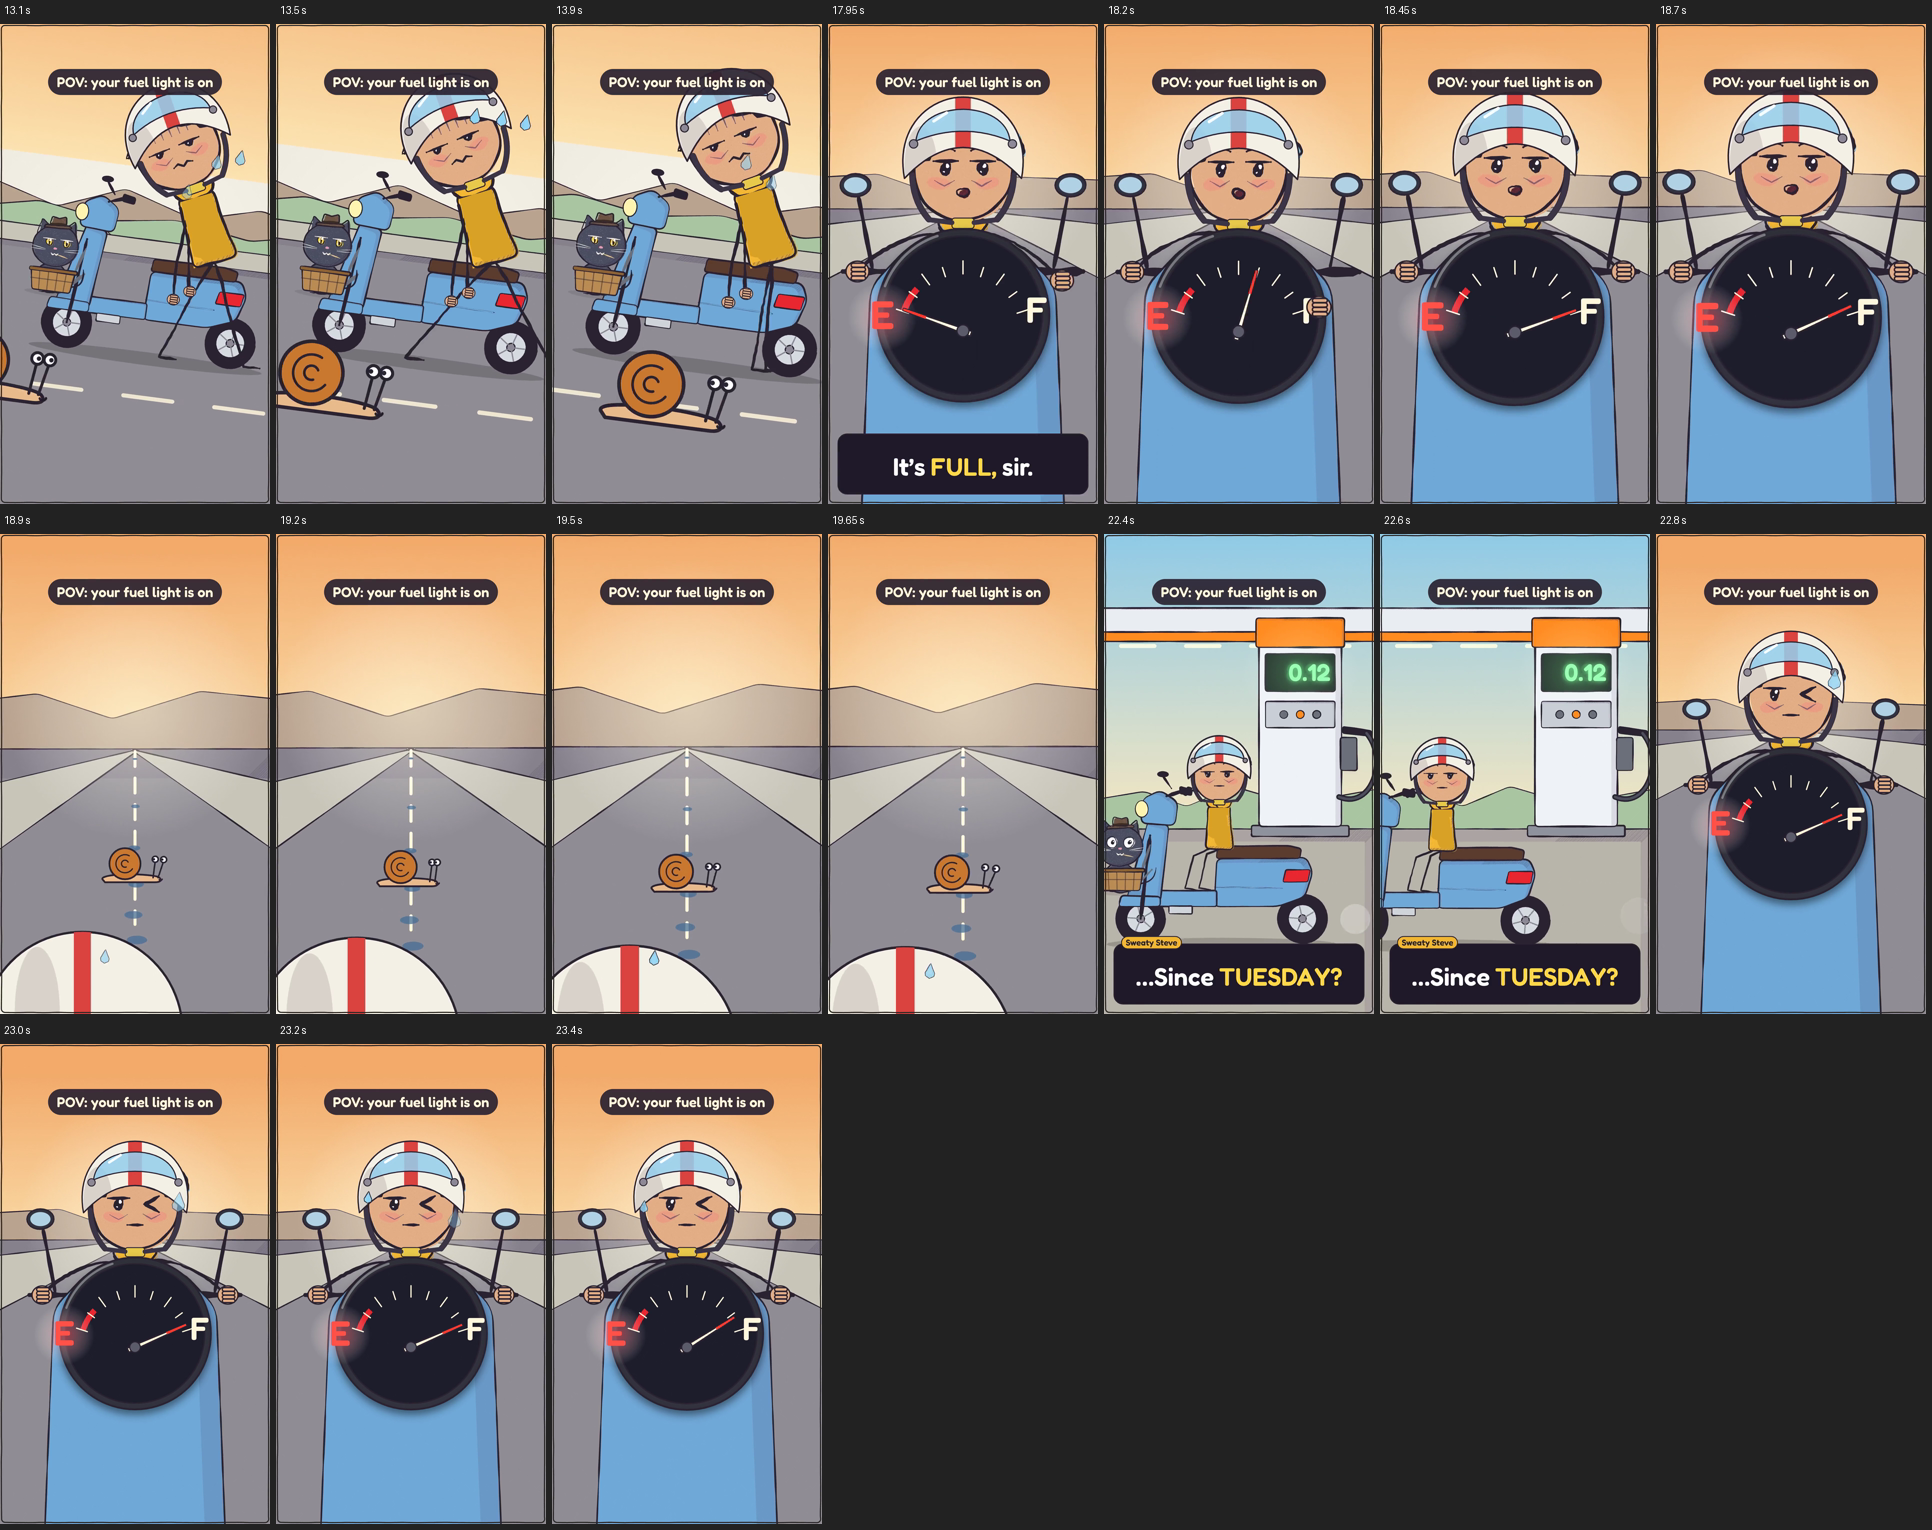 13.1s
13.5s
13.9s
17.95s
18.2s
18.45s
18.7s
POV: your fuel light is on
POV: your fuel light is on
POV: your fuel light is on
POV: your fuel light is on
POV: your fuel light is on
POV: your fuel light is on
POV: your fuel light is on
E
F
E
F
E
F
E
F
It's FULL, sir.
18.9s
19.2s
19.5s
19.65s
22.4s
22.6s
22.8s
POV: your fuel light is on
POV: your fuel light is on
POV: your fuel light is on
POV: your fuel light is on
POV: your fuel light is on
POV: your fuel light is on
POV: your fuel light is on
0.12
0.12
E
F
Sweaty Steve
...Since TUESDAY?
Sweaty Steve
...Since TUESDAY?
23.0s
23.2s
23.4s
POV: your fuel light is on
POV: your fuel light is on
POV: your fuel light is on
E
F
E
F
E
F